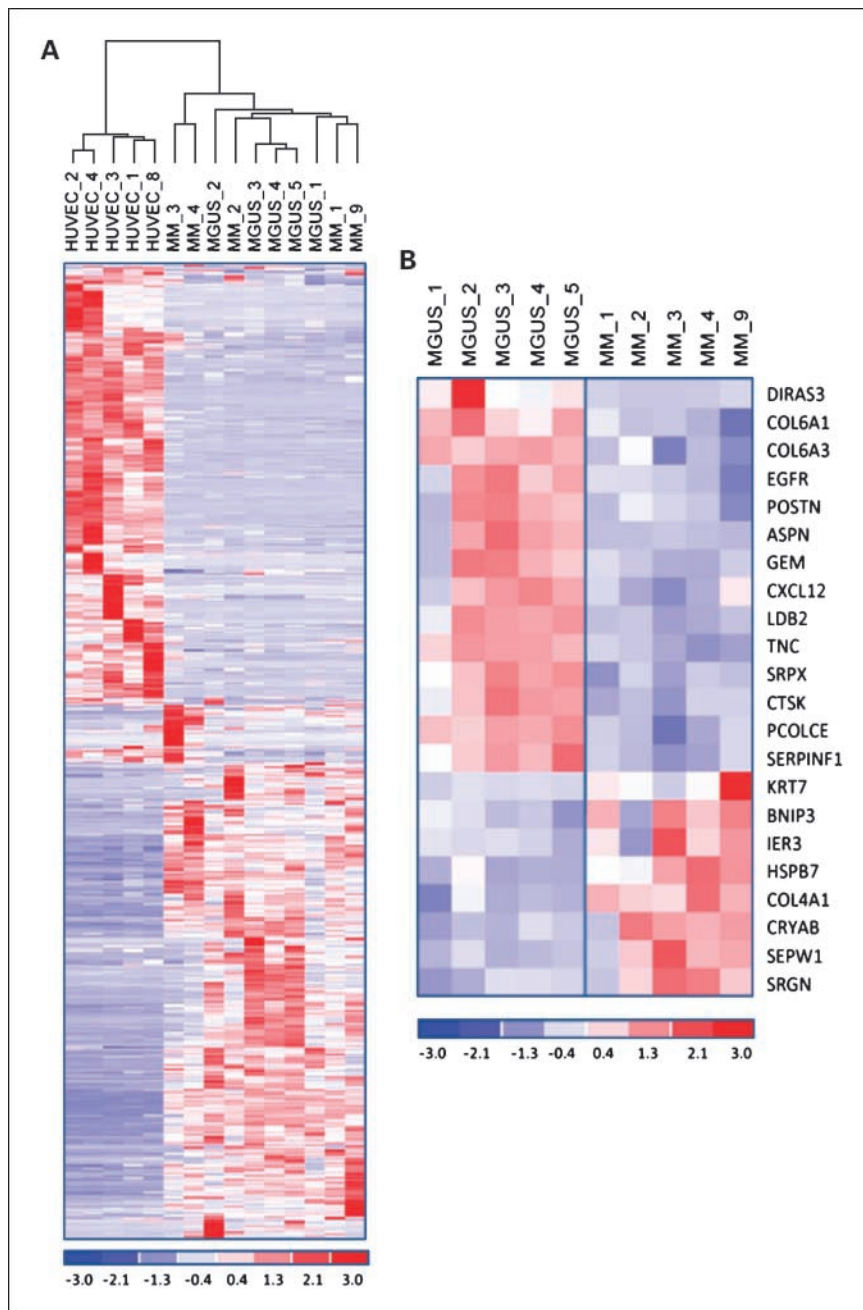 A
HUVEC_2
HUVEC_4
HUVEC_3
HUVEC_1
HUVEC_8
MM_3
MM_4
MGUS_2
MM_2
MGUS_3
MGUS_4
MGUS_5
MGUS_1
MM_1
MM_9
-3.0 -2.1 -1.3 -0.4 0.4 1.3 2.1 3.0
B
MGUS_1
MGUS_2
MGUS_3
MGUS_4
MGUS_5
MM_1
MM_2
MM_3
MM_4
MM_9
DIRAS3
COL6A1
COL6A3
EGFR
POSTN
ASPN
GEM
CXCL12
LDB2
TNC
SRPX
CTSK
PCOLCE
SERPINF1
KRT7
BNIP3
IER3
HSPB7
COL4A1
CRYAB
SEPW1
SRGN
-3.0 -2.1 -1.3 -0.4 0.4 1.3 2.1 3.0